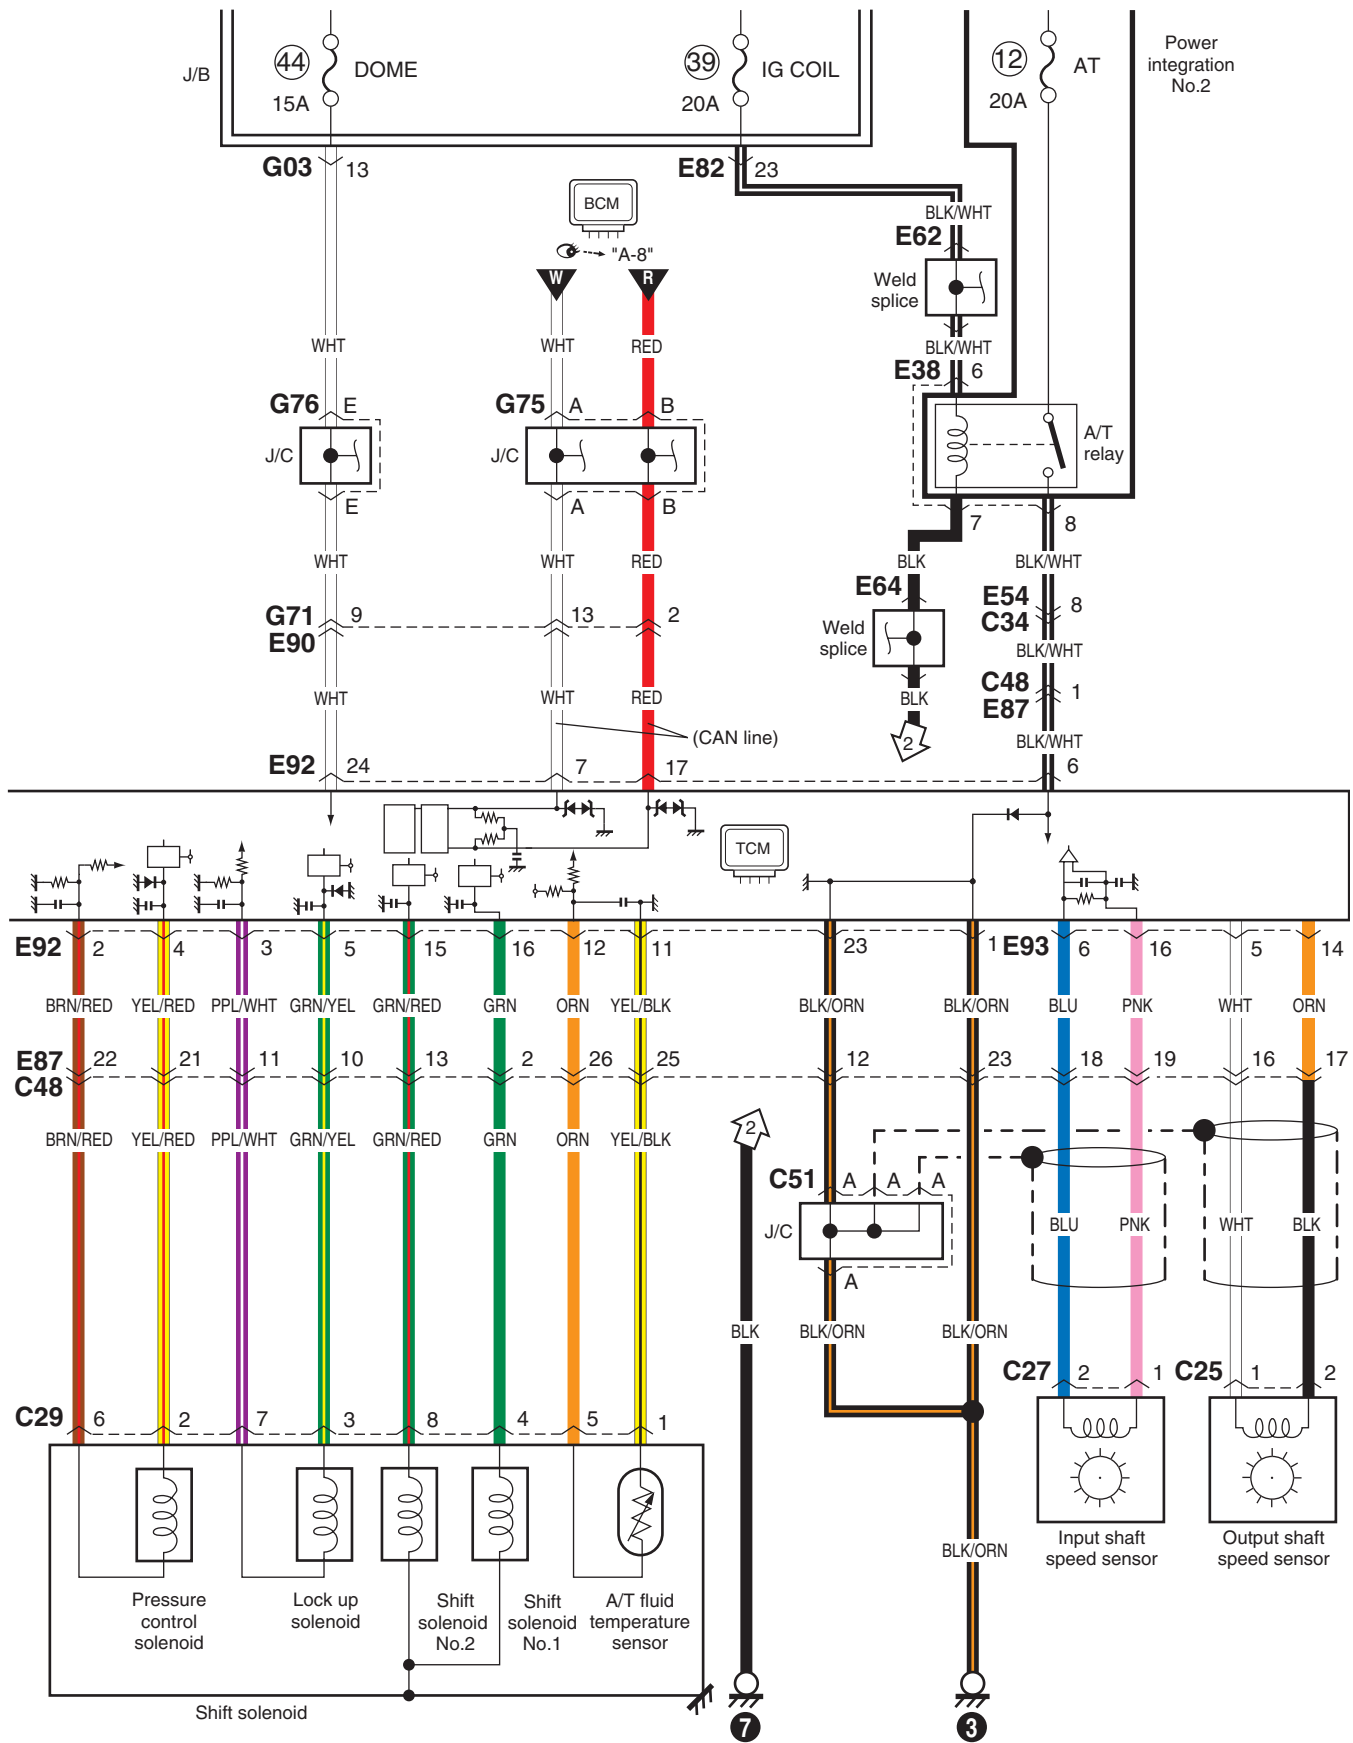 J/B
44
DOME
15A
39
IG COIL
20A
12
AT
20A
Power
integration
No.2
G03
13
E82
23
BCM
"A-8"
W
R
BLK/WHT
E62
Weld
splice
WHT
WHT
RED
BLK/WHT
E38
6
G76
E
G75
A
B
J/C
J/C
A/T
relay
E
A
B
7
8
WHT
WHT
RED
BLK
BLK/WHT
E64
E54
8
C34
G71
9
13
2
E90
Weld
splice
BLK/WHT
C48
1
E87
WHT
WHT
RED
BLK
2
(CAN line)
BLK/WHT
E92
24
7
17
6
TCM
E92
2
4
3
5
15
16
12
11
23
1
E93
6
16
5
14
BRN/RED
YEL/RED
PPL/WHT
GRN/YEL
GRN/RED
GRN
ORN
YEL/BLK
BLK/ORN
BLK/ORN
BLU
PNK
WHT
ORN
E87
22
21
11
10
13
2
26
25
12
23
18
19
16
17
C48
BRN/RED
YEL/RED
PPL/WHT
GRN/YEL
GRN/RED
GRN
ORN
YEL/BLK
2
C51
A
A
A
J/C
A
BLU
PNK
WHT
BLK
BLK
BLK/ORN
BLK/ORN
C27
2
1
C25
1
2
C29
6
2
7
3
8
4
5
1
Pressure
control
solenoid
Lock up
solenoid
Shift
solenoid
No.2
Shift
solenoid
No.1
A/T fluid
temperature
sensor
BLK/ORN
Input shaft
speed sensor
Output shaft
speed sensor
Shift solenoid
7
3